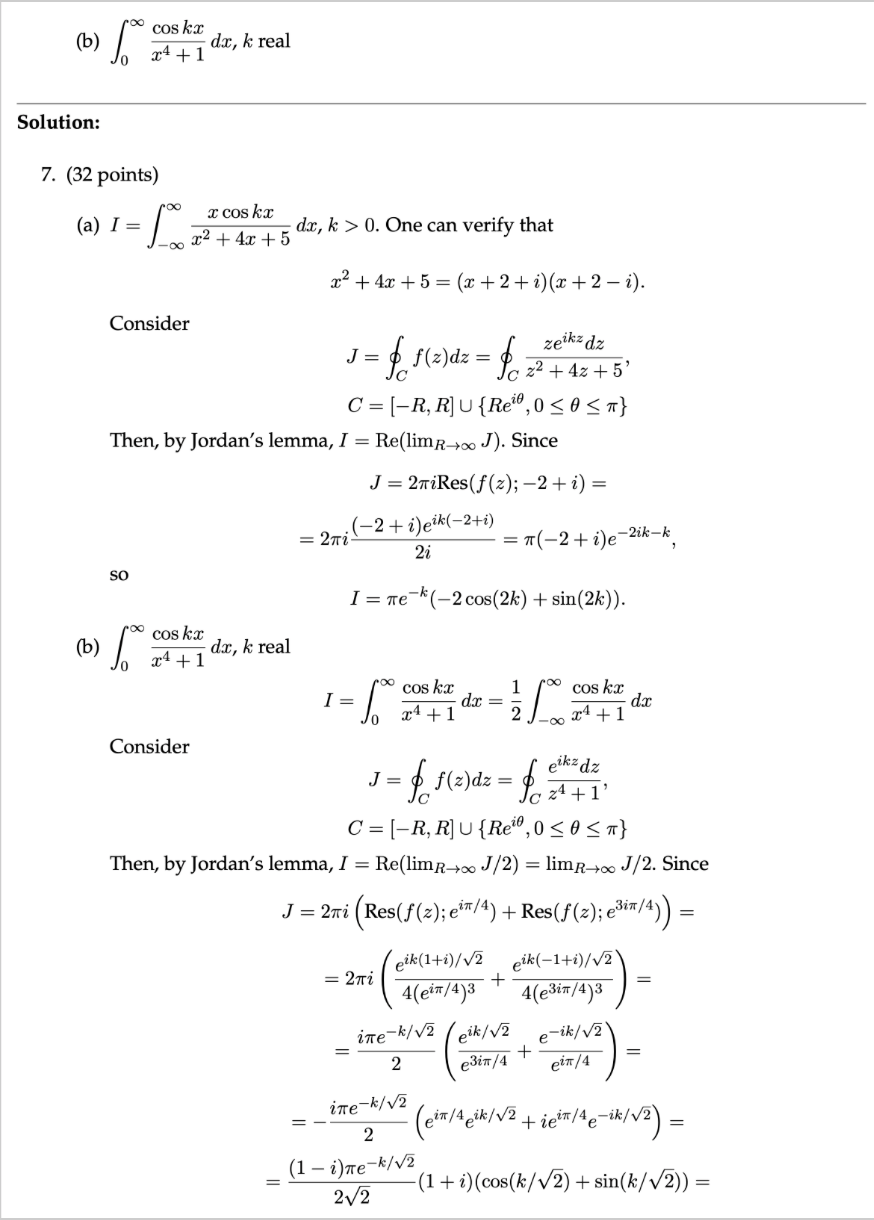 (b) $\int_0^\infty \frac{\cos kx}{x^4+1}\,dx$, $k$ real
Solution:
7. (32 points)
(a) $I = \int_{-\infty}^\infty \frac{x\cos kx}{x^2+4x+5}\,dx$, $k > 0$. One can verify that
$x^2 + 4x + 5 = (x+2+i)(x+2-i).$
Consider
$J = \oint_C f(z)dz = \oint_C \frac{ze^{ikz}dz}{z^2+4z+5},$
$C = [-R, R] \cup \{Re^{i\theta}, 0 \le \theta \le \pi\}$
Then, by Jordan's lemma, $I = \text{Re}(\lim_{R\to\infty} J)$. Since
$J = 2\pi i\text{Res}(f(z); -2+i) =$
$= 2\pi i\frac{(-2+i)e^{ik(-2+i)}}{2i} = \pi(-2+i)e^{-2ik-k},$
so
$I = \pi e^{-k}(-2\cos(2k) + \sin(2k)).$
(b) $\int_0^\infty \frac{\cos kx}{x^4+1}\,dx$, $k$ real
$I = \int_0^\infty \frac{\cos kx}{x^4+1}\,dx = \frac{1}{2}\int_{-\infty}^\infty \frac{\cos kx}{x^4+1}\,dx$
Consider
$J = \oint_C f(z)dz = \oint_C \frac{e^{ikz}dz}{z^4+1},$
$C = [-R, R] \cup \{Re^{i\theta}, 0 \le \theta \le \pi\}$
Then, by Jordan's lemma, $I = \text{Re}(\lim_{R\to\infty} J/2) = \lim_{R\to\infty} J/2$. Since
$J = 2\pi i\left(\text{Res}(f(z); e^{i\pi/4}) + \text{Res}(f(z); e^{3i\pi/4})\right) =$
$= 2\pi i\left(\frac{e^{ik(1+i)/\sqrt{2}}}{4(e^{i\pi/4})^3} + \frac{e^{ik(-1+i)/\sqrt{2}}}{4(e^{3i\pi/4})^3}\right) =$
$= \frac{i\pi e^{-k/\sqrt{2}}}{2}\left(\frac{e^{ik/\sqrt{2}}}{e^{3i\pi/4}} + \frac{e^{-ik/\sqrt{2}}}{e^{i\pi/4}}\right) =$
$= -\frac{i\pi e^{-k/\sqrt{2}}}{2}\left(e^{i\pi/4}e^{ik/\sqrt{2}} + ie^{i\pi/4}e^{-ik/\sqrt{2}}\right) =$
$= \frac{(1-i)\pi e^{-k/\sqrt{2}}}{2\sqrt{2}}(1+i)(\cos(k/\sqrt{2}) + \sin(k/\sqrt{2})) =$